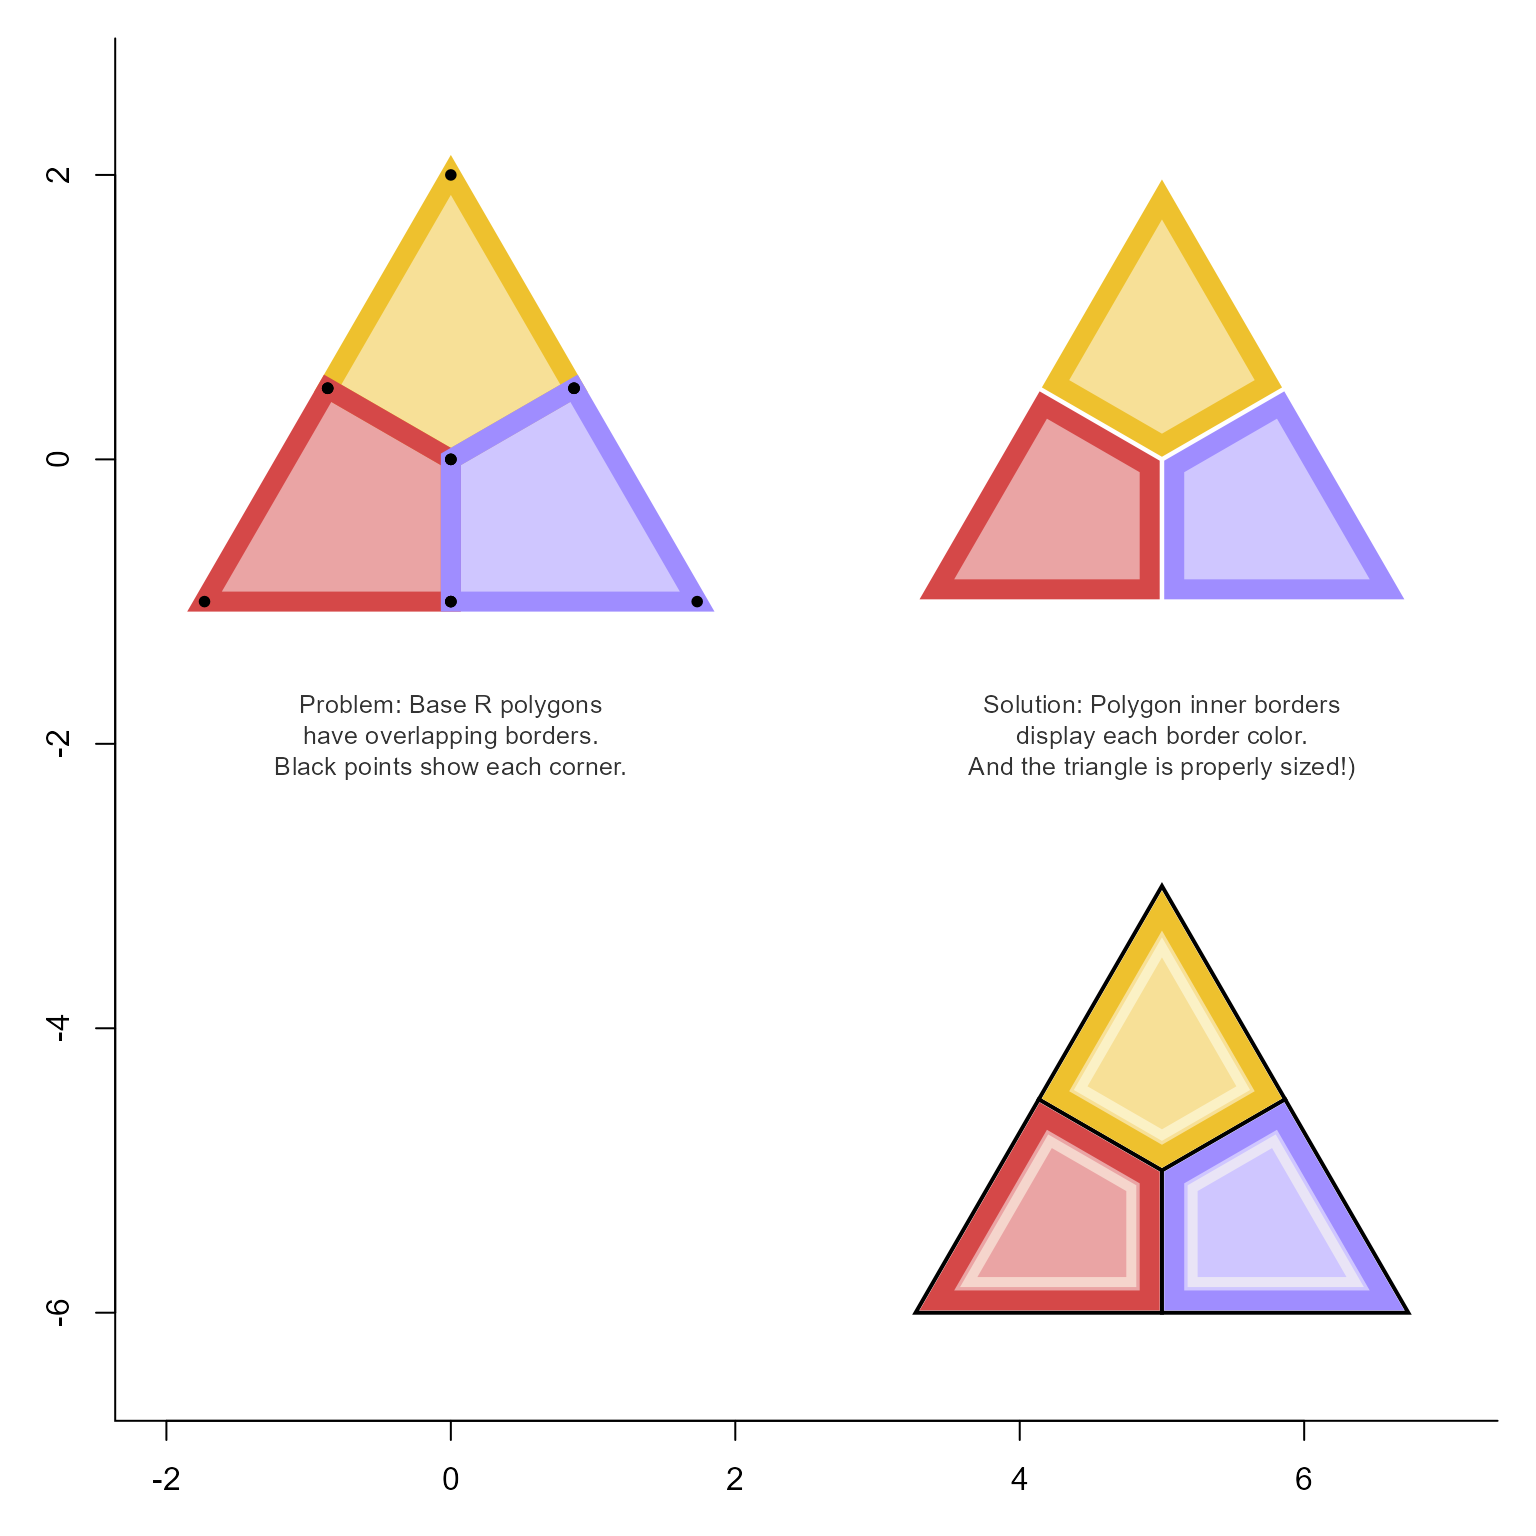 2
0
-2
-4
-6
Problem: Base R polygons
have overlapping borders.
Black points show each corner.
Solution: Polygon inner borders
display each border color.
And the triangle is properly sized!)
-2 0 2 4 6